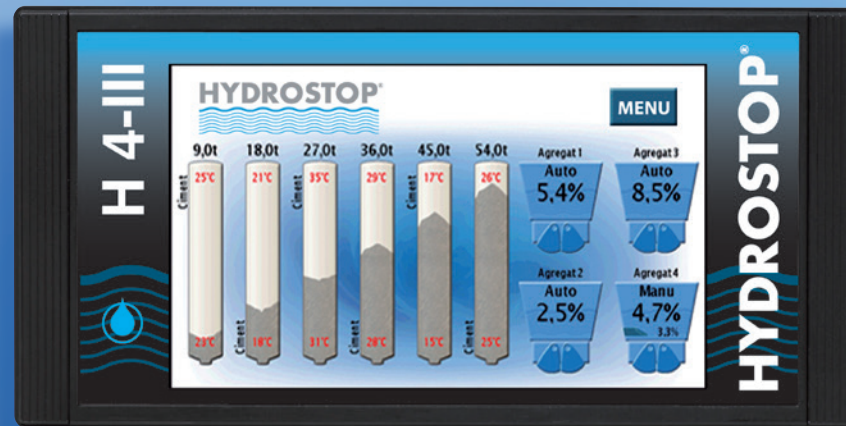 H 4-III
HYDROSTOP®
MENU
9,0t 18,0t 27,0t 36,0t 45,0t 54,0t
25°C 21°C 35°C 29°C 17°C 26°C
Ciment Ciment Ciment Ciment Ciment Ciment
23°C 18°C 31°C 28°C 15°C 25°C
Agregat 1
Auto
5,4%
Agregat 3
Auto
8,5%
Agregat 2
Auto
2,5%
Agregat 4
Manu
4,7%
3.3%
HYDROSTOP®